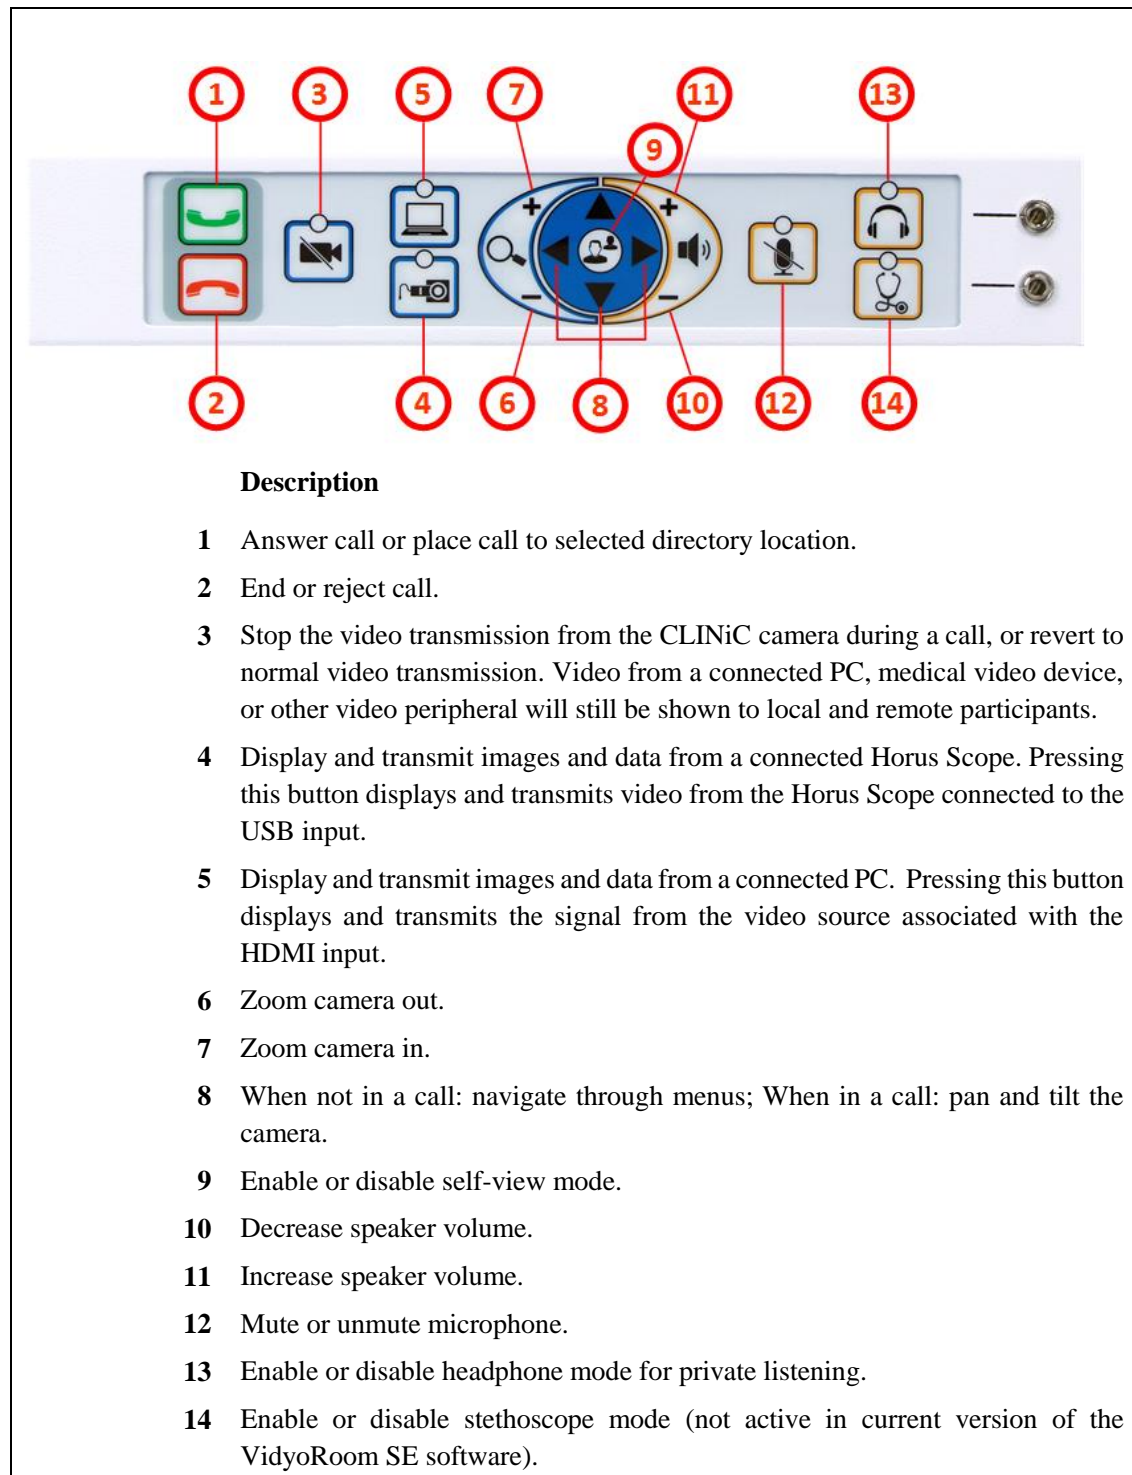 1 3 5 7 11 13
9
2 4 6 8 10 12 14
Description
1 Answer call or place call to selected directory location.
2 End or reject call.
3 Stop the video transmission from the CLINiC camera during a call, or revert to
normal video transmission. Video from a connected PC, medical video device,
or other video peripheral will still be shown to local and remote participants.
4 Display and transmit images and data from a connected Horus Scope. Pressing
this button displays and transmits video from the Horus Scope connected to the
USB input.
5 Display and transmit images and data from a connected PC. Pressing this button
displays and transmits the signal from the video source associated with the
HDMI input.
6 Zoom camera out.
7 Zoom camera in.
8 When not in a call: navigate through menus; When in a call: pan and tilt the
camera.
9 Enable or disable self-view mode.
10 Decrease speaker volume.
11 Increase speaker volume.
12 Mute or unmute microphone.
13 Enable or disable headphone mode for private listening.
14 Enable or disable stethoscope mode (not active in current version of the
VidyoRoom SE software).